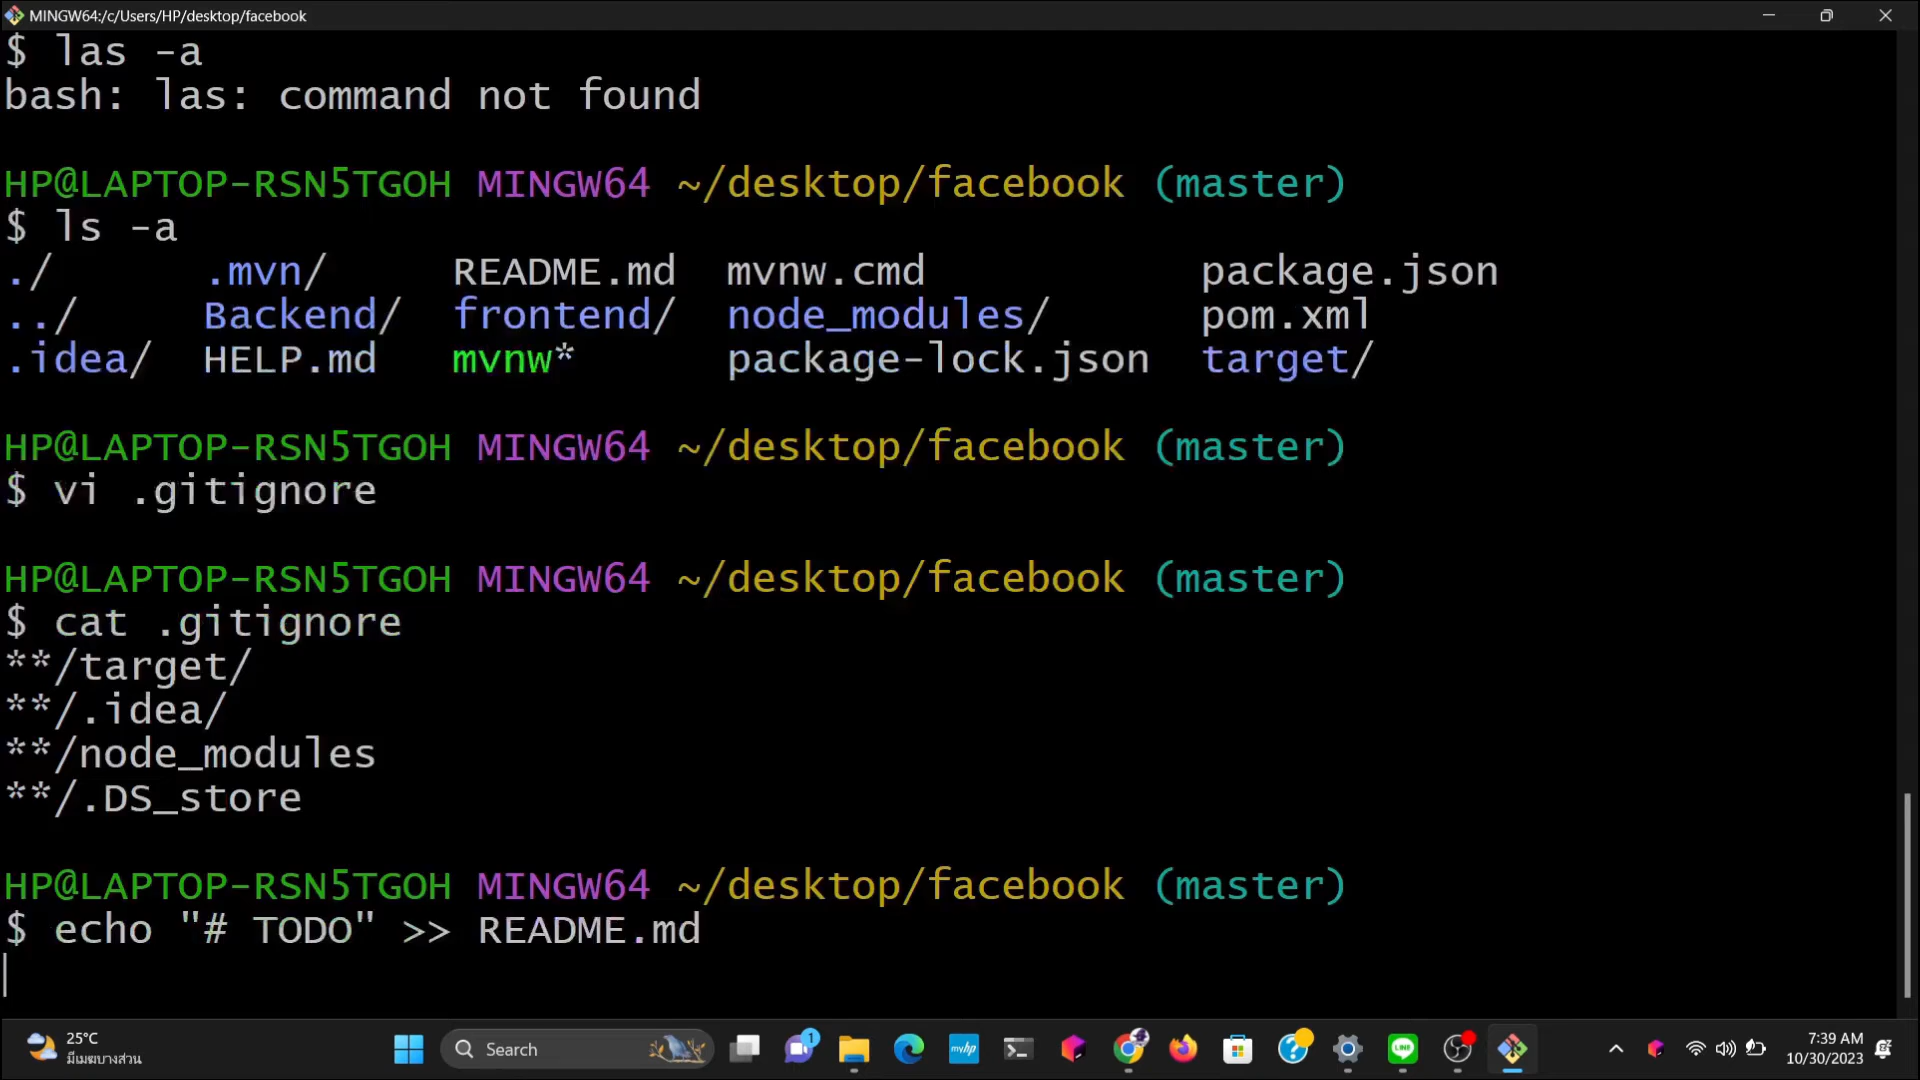 MINGW64:/c/Users/HP/desktop/facebook
$ las -a
bash: las: command not found
HP@LAPTOP-RSN5TGOH MINGW64 ~/desktop/facebook (master)
$ ls -a
./ .mvn/ README.md mvnw.cmd package.json
../ Backend/ frontend/ node_modules/ pom.xml
.idea/ HELP.md mvnw* package-lock.json target/
HP@LAPTOP-RSN5TGOH MINGW64 ~/desktop/facebook (master)
$ vi .gitignore
HP@LAPTOP-RSN5TGOH MINGW64 ~/desktop/facebook (master)
$ cat .gitignore
**/target/
**/.idea/
**/node_modules
**/.DS_store
HP@LAPTOP-RSN5TGOH MINGW64 ~/desktop/facebook (master)
$ echo "# TODO" >> README.md
25°C
มีเมฆบางส่วน
Search
1
myhp
LINE
7:39 AM
10/30/2023